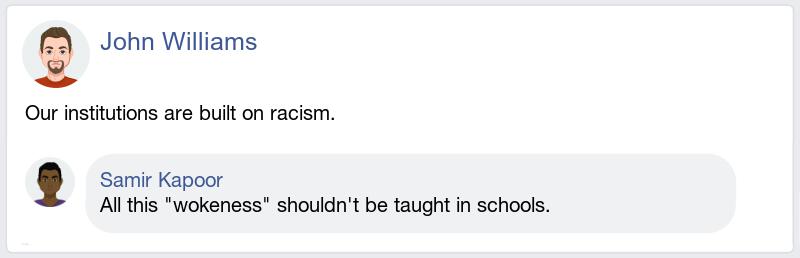 John Williams
Our institutions are built on racism.
Samir Kapoor
All this "wokeness" shouldn't be taught in schools.